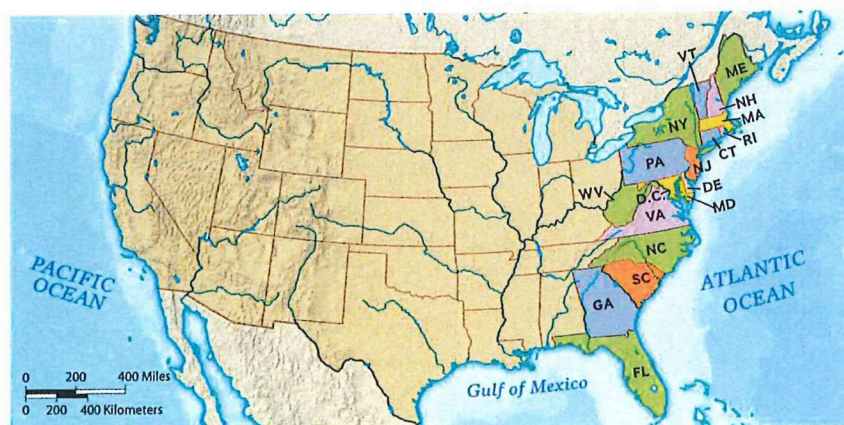 VT
ME
NH
MA
RI
CT
NY
PA
NJ
DE
MD
D.C.
WV
VA
NC
SC
GA
FL
PACIFIC
OCEAN
ATLANTIC
OCEAN
Gulf of Mexico
0 200 400 Miles
0 200 400 Kilometers